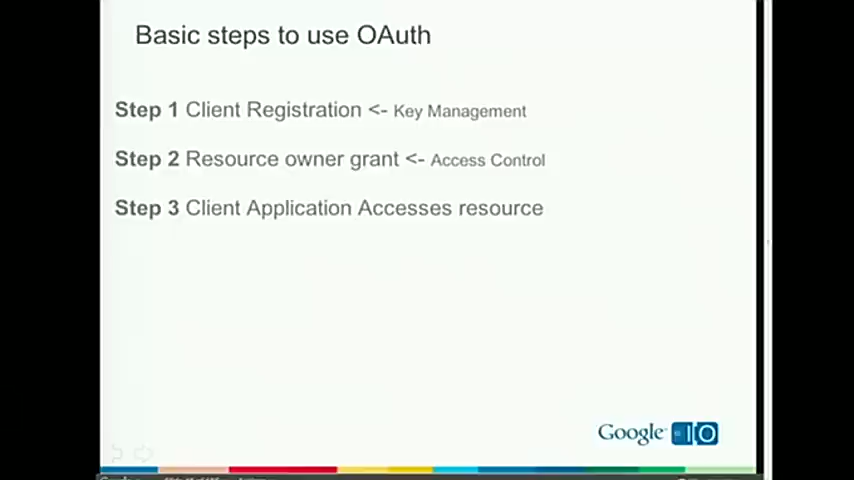 Basic steps to use OAuth
Step 1 Client Registration <- Key Management
Step 2 Resource owner grant <- Access Control
Step 3 Client Application Accesses resource
Google IO